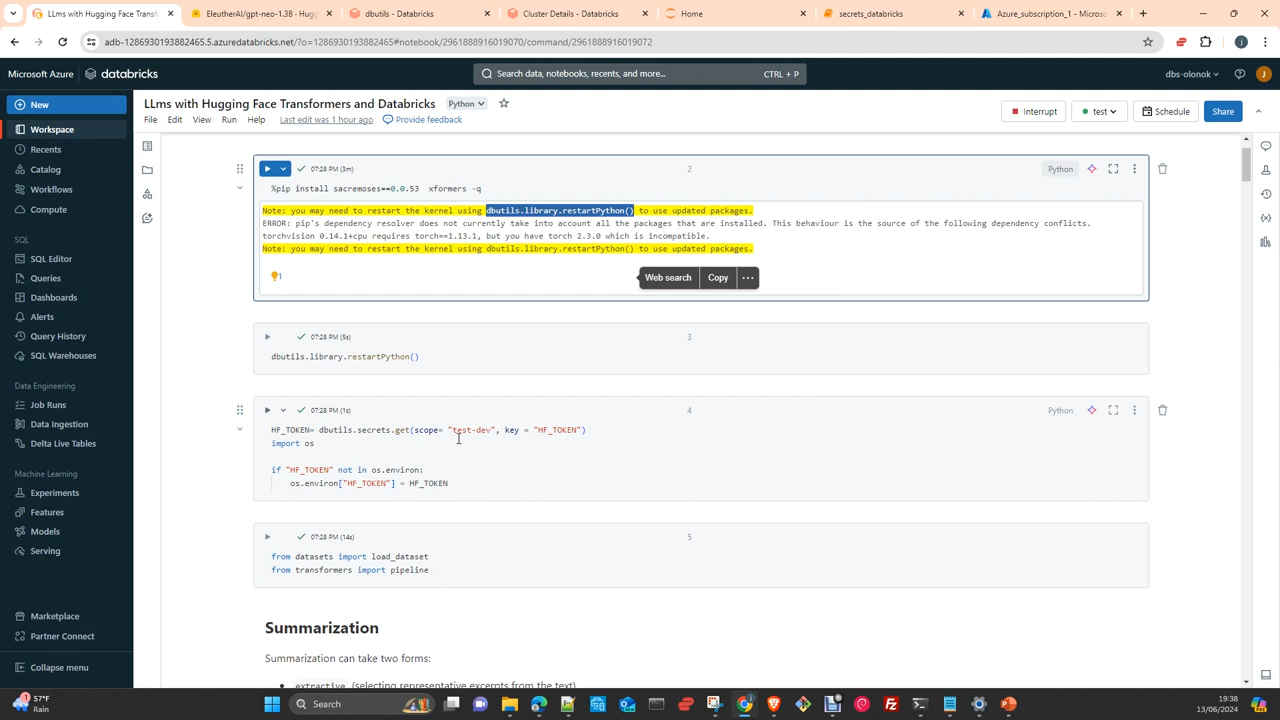 LLms with Hugging Face Transfor
EleutherAI/gpt-neo-1.3B · Hugg
dbutils - Databricks
Cluster Details - Databricks
Home
secrets_databricks
Azure_subscription_1 - Microso
adb-1286930193882465.5.azuredatabricks.net/?o=1286930193882465#notebook/2961888916019070/command/2961888916019072
Microsoft Azure
databricks
Search data, notebooks, recents, and more...
CTRL + P
dbs-olonok
J
New
Workspace
Recents
Catalog
Workflows
Compute
SQL
SQL Editor
Queries
Dashboards
Alerts
Query History
SQL Warehouses
Data Engineering
Job Runs
Data Ingestion
Delta Live Tables
Machine Learning
Experiments
Features
Models
Serving
Marketplace
Partner Connect
Collapse menu
LLms with Hugging Face Transformers and Databricks
Python
File Edit View Run Help Last edit was 1 hour ago Provide feedback
Interrupt
test
Schedule
Share
07:28 PM (3m)
2
Python
%pip install sacremoses==0.0.53  xformers -q
Note: you may need to restart the kernel using dbutils.library.restartPython() to use updated packages.
ERROR: pip's dependency resolver does not currently take into account all the packages that are installed. This behaviour is the source of the following dependency conflicts.
torchvision 0.14.1+cpu requires torch==1.13.1, but you have torch 2.3.0 which is incompatible.
Note: you may need to restart the kernel using dbutils.library.restartPython() to use updated packages.
1
Web search
Copy
07:28 PM (5s)
3
dbutils.library.restartPython()
07:28 PM (1s)
4
Python
HF_TOKEN= dbutils.secrets.get(scope= "test-dev", key = "HF_TOKEN")
import os
if "HF_TOKEN" not in os.environ:
os.environ["HF_TOKEN"] = HF_TOKEN
07:28 PM (14s)
5
from datasets import load_dataset
from transformers import pipeline
Summarization
Summarization can take two forms:
extractive (selecting representative excerpts from the text)
57°F
Rain
Search
19:38
13/06/2024